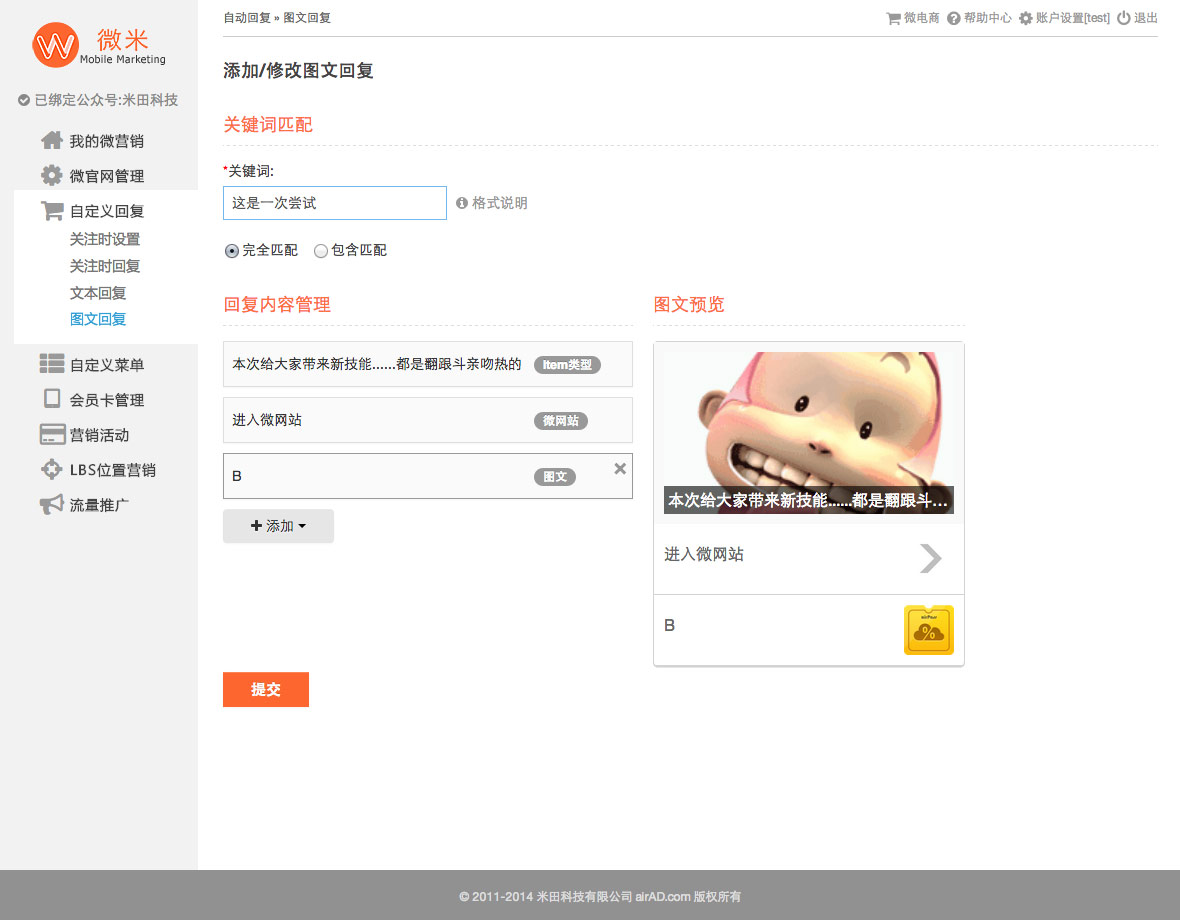 微米
Mobile Marketing
已绑定公众号:米田科技
我的微营销
微官网管理
自定义回复
关注时设置
关注时回复
文本回复
图文回复
自定义菜单
会员卡管理
营销活动
LBS位置营销
流量推广
自动回复 » 图文回复
微电商 帮助中心 账户设置[test] 退出
添加/修改图文回复
关键词匹配
*关键词:
这是一次尝试 格式说明
完全匹配 包含匹配
回复内容管理
本次给大家带来新技能......都是翻跟斗亲吻热的 Item类型
进入微网站 微网站
B 图文
添加
图文预览
本次给大家带来新技能......都是翻跟斗...
进入微网站
B
提交
© 2011-2014 米田科技有限公司 airAD.com 版权所有